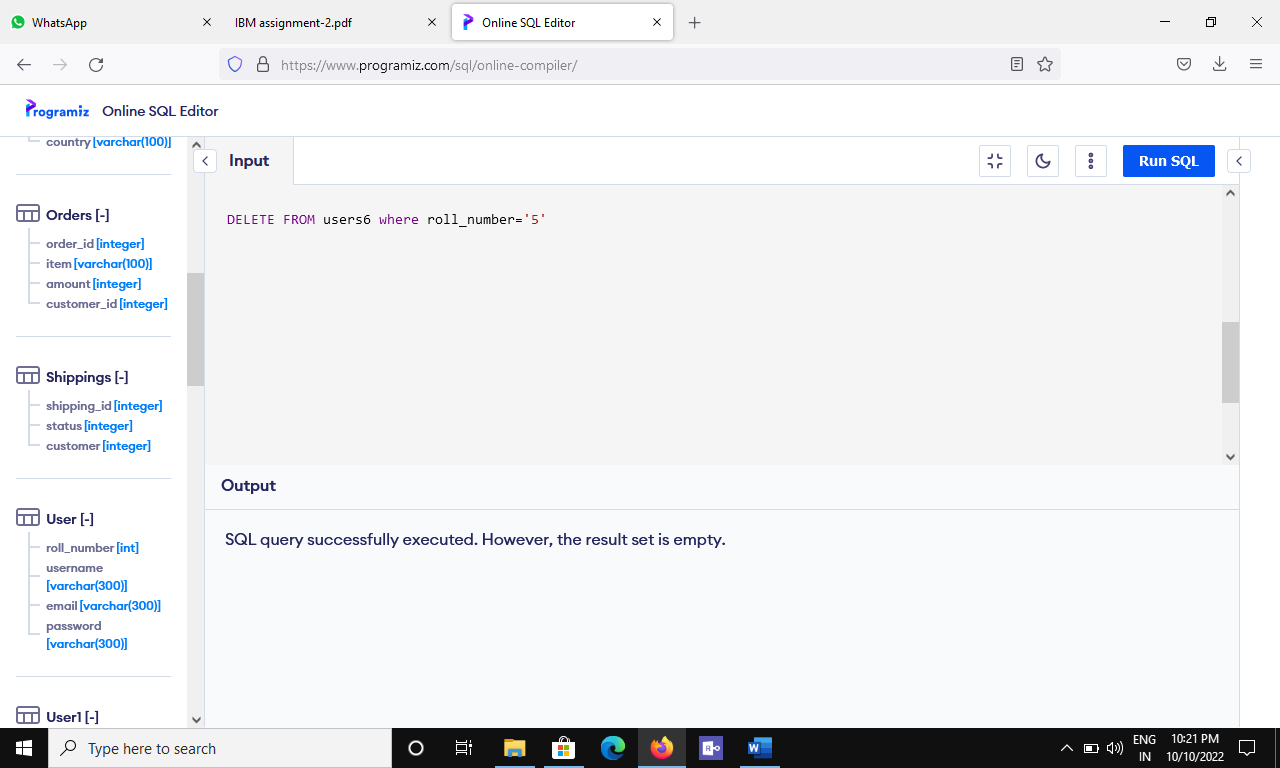 WhatsApp
IBM assignment-2.pdf
Online SQL Editor
https://www.programiz.com/sql/online-compiler/
Programiz Online SQL Editor
country [varchar(100)]
Orders [-]
order_id [integer]
item [varchar(100)]
amount [integer]
customer_id [integer]
Shippings [-]
shipping_id [integer]
status [integer]
customer [integer]
User [-]
roll_number [int]
username
[varchar(300)]
email [varchar(300)]
password
[varchar(300)]
User1 [-]
Input
Run SQL
DELETE FROM users6 where roll_number='5'
Output
SQL query successfully executed. However, the result set is empty.
Type here to search
ENG
IN
10:21 PM
10/10/2022